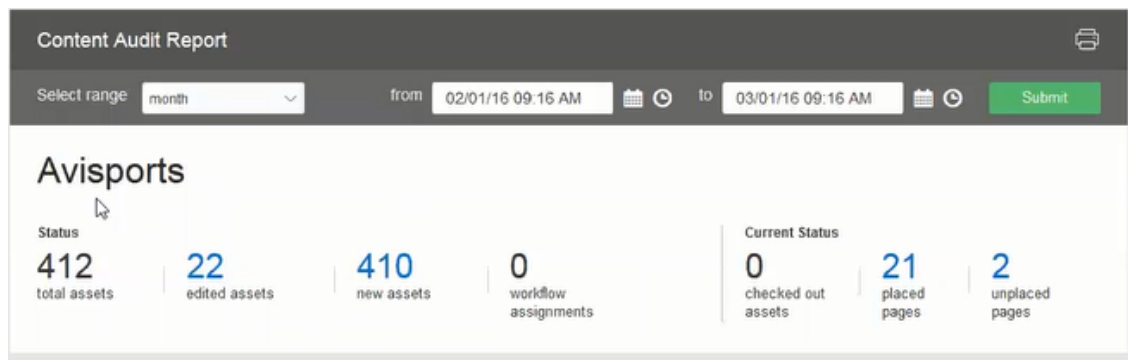 Content Audit Report
Select range month from 02/01/16 09:16 AM to 03/01/16 09:16 AM Submit
Avisports
Status
412 22 410 0
total assets edited assets new assets workflow
assignments
Current Status
0 21 2
checked out placed unplaced
assets pages pages